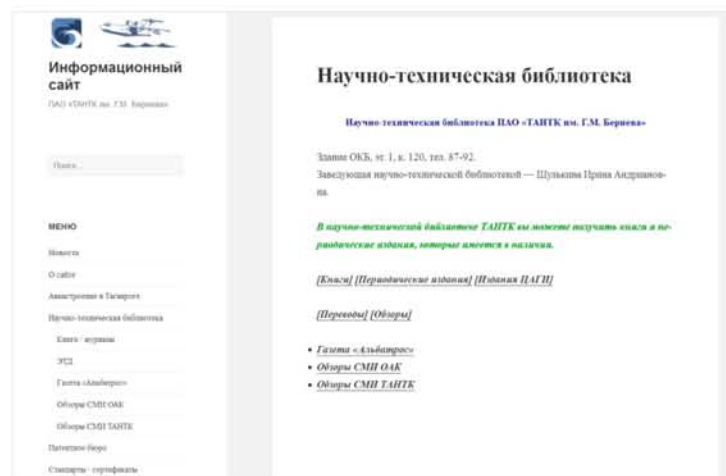 Информационный
сайт
ПАО «ТАНТК им. Г.М. Бериева»
Поиск...
МЕНЮ
Новости
О сайте
Авиастроение в Таганроге
Научно-техническая библиотека
Книги / журналы
ЭТД
Газета «Альбатрос»
Обзоры СМИ ОАК
Обзоры СМИ ТАНТК
Патентное бюро
Стандарты - сертификаты
Научно-техническая библиотека
Научно-техническая библиотека ПАО «ТАНТК им. Г.М. Бериева»
Здание ОКБ, эт. 1, к. 120, тел. 87-92.
Заведующая научно-технической библиотекой — Ирина Андриановн-
на.
В научно-технической библиотеке ТАНТК вы можете получить книги и пе-
риодические издания, которые имеется в наличии.
[Книги] [Периодические издания] [Издания ЦАГИ]
[Переводы] [Обзоры]
• Газета «Альбатрос»
• Обзоры СМИ ОАК
• Обзоры СМИ ТАНТК